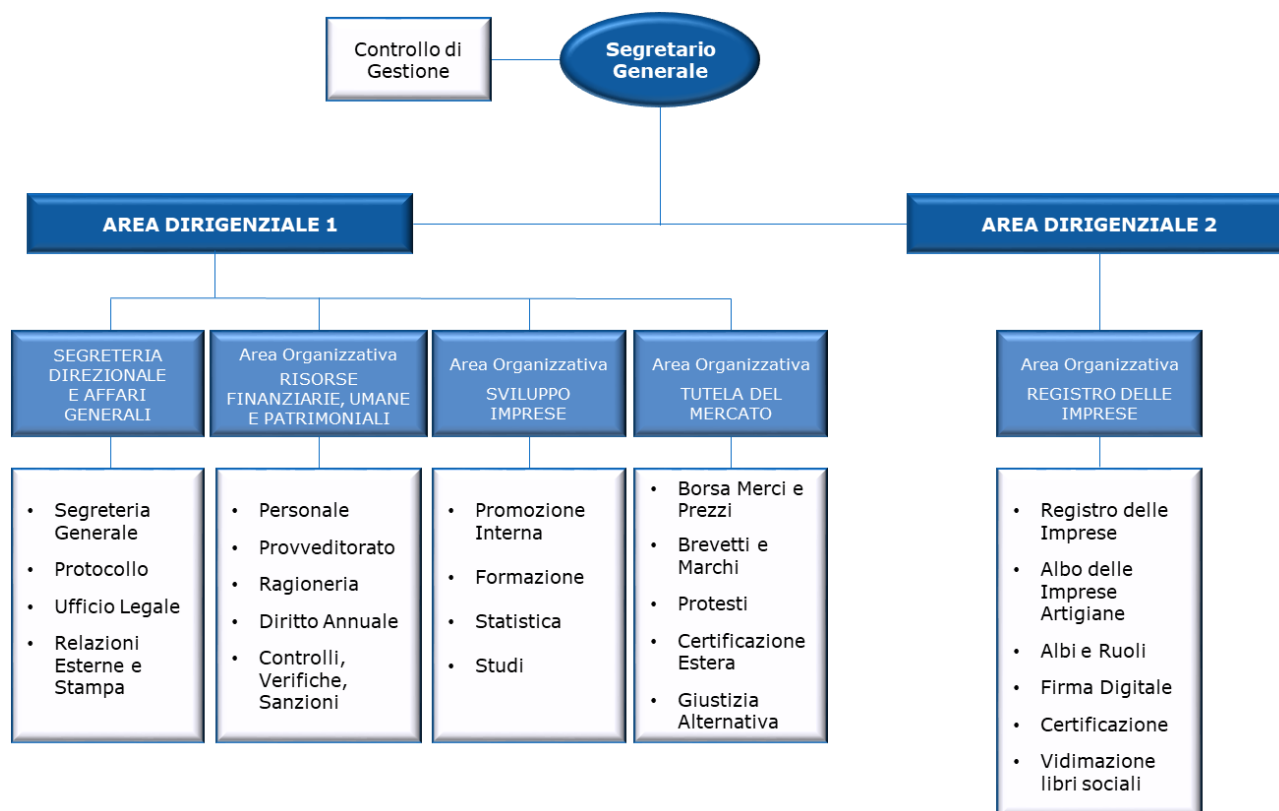 Controllo di
Gestione
Segretario
Generale
AREA DIRIGENZIALE 1
AREA DIRIGENZIALE 2
SEGRETERIA
DIREZIONALE
E AFFARI
GENERALI
Area Organizzativa
RISORSE
FINANZIARIE, UMANE
E PATRIMONIALI
Area Organizzativa
SVILUPPO
IMPRESE
Area Organizzativa
TUTELA DEL
MERCATO
Area Organizzativa
REGISTRO DELLE
IMPRESE
• Segreteria
Generale
• Protocollo
• Ufficio Legale
• Relazioni
Esterne e
Stampa
• Personale
• Provveditorato
• Ragioneria
• Diritto Annuale
• Controlli,
Verifiche,
Sanzioni
• Promozione
Interna
• Formazione
• Statistica
• Studi
• Borsa Merci e
Prezzi
• Brevetti e
Marchi
• Protesti
• Certificazione
Estera
• Giustizia
Alternativa
• Registro delle
Imprese
• Albo delle
Imprese
Artigiane
• Albi e Ruoli
• Firma Digitale
• Certificazione
• Vidimazione
libri sociali